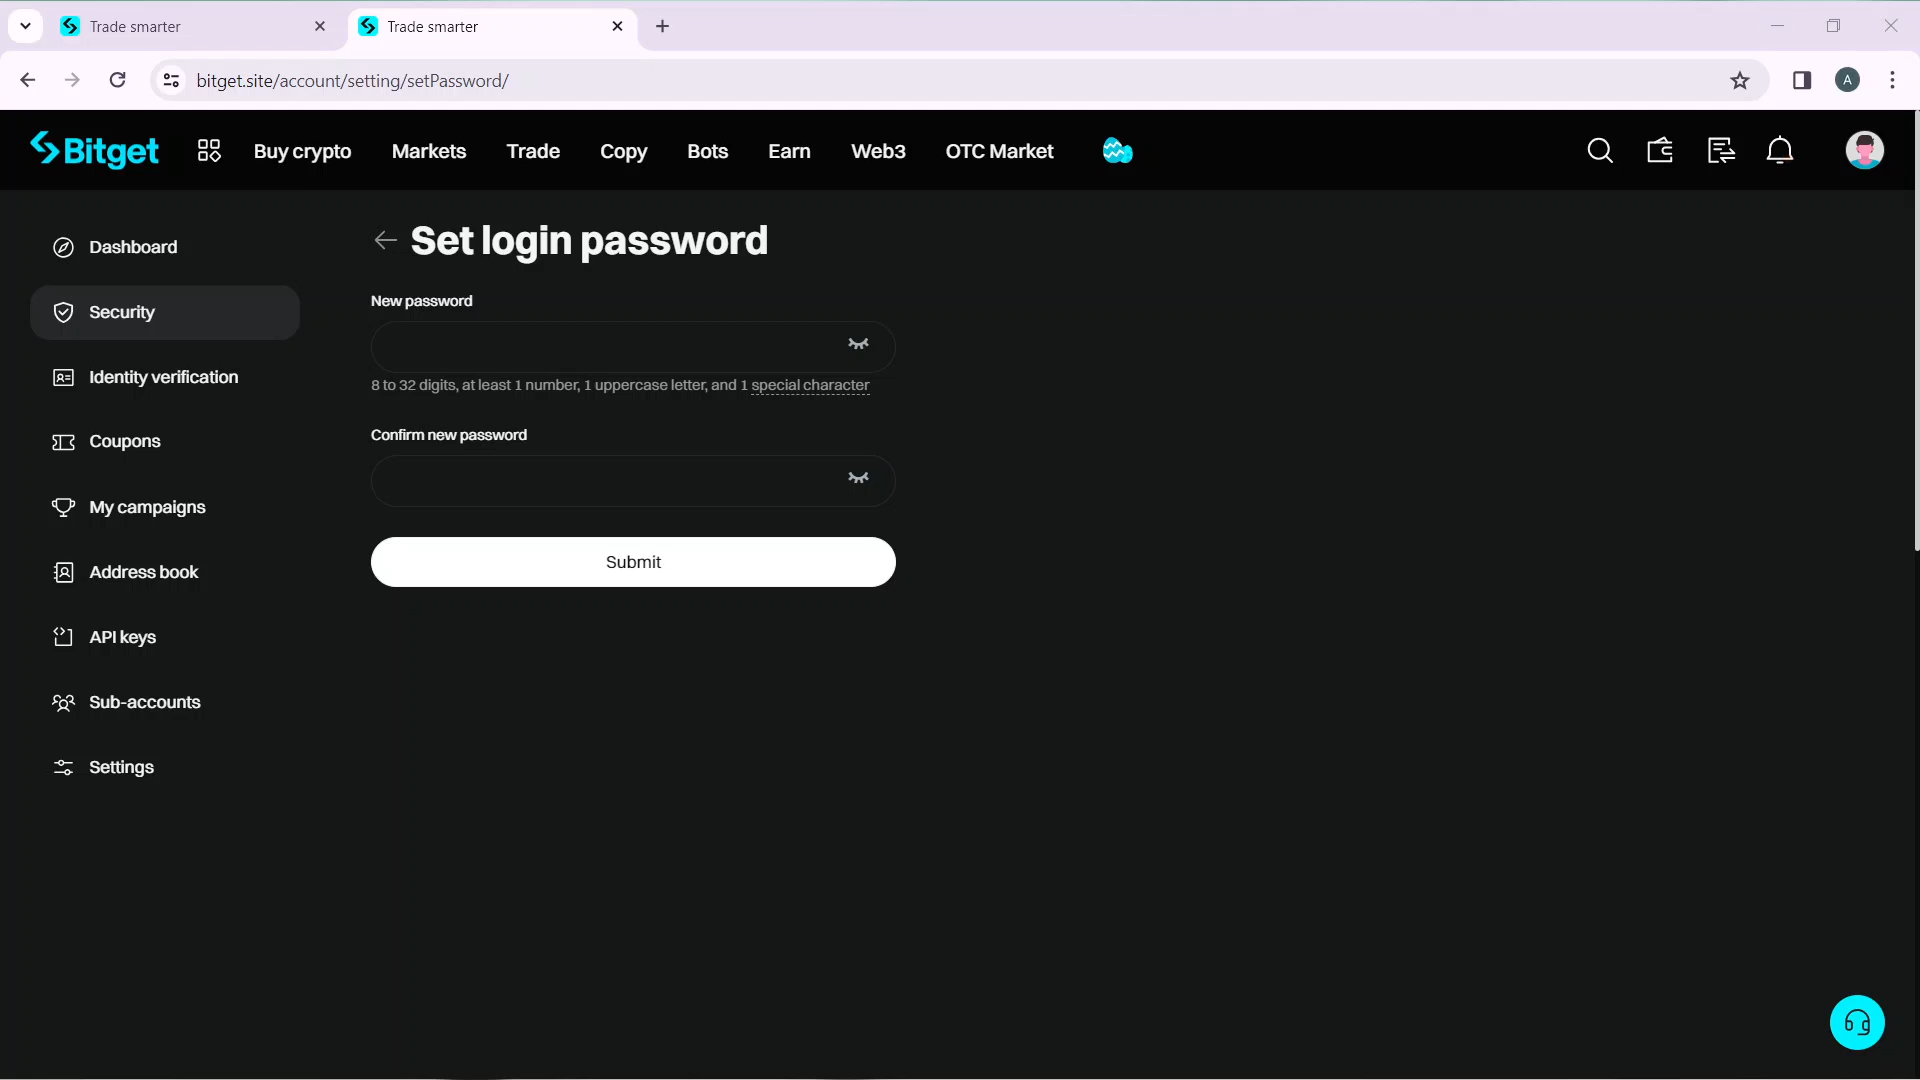 Trade smarter
Trade smarter
bitget.site/account/setting/setPassword/
A
Bitget
Buy crypto
Markets
Trade
Copy
Bots
Earn
Web3
OTC Market
Dashboard
Security
Identity verification
Coupons
My campaigns
Address book
API keys
Sub-accounts
Settings
Set login password
New password
8 to 32 digits, at least 1 number, 1 uppercase letter, and 1 special character
Confirm new password
Submit